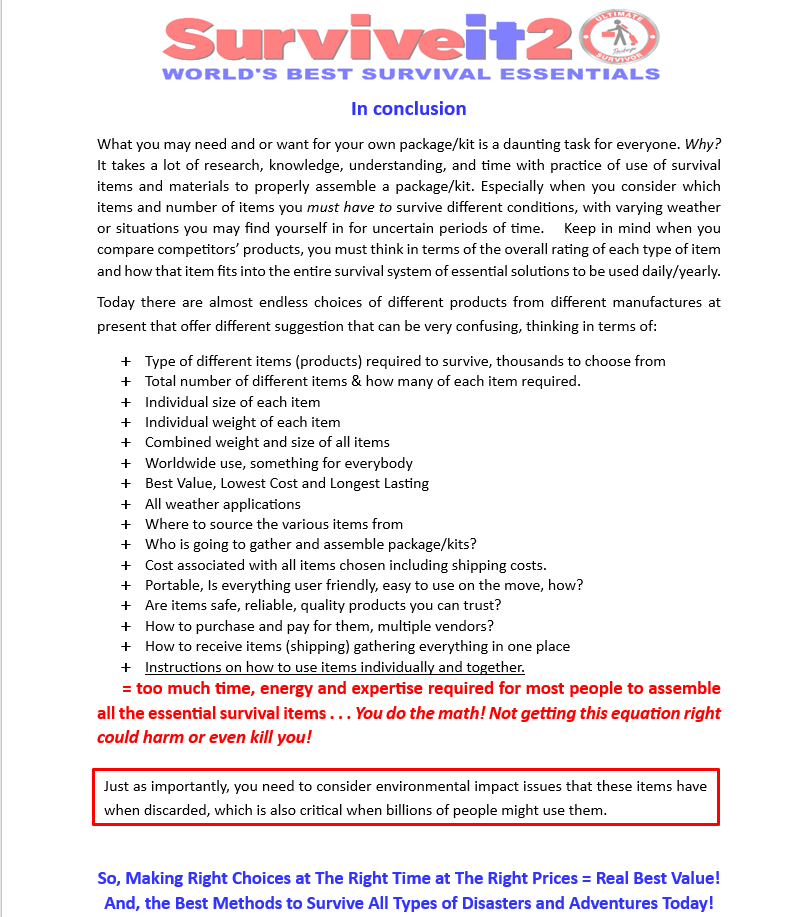 Surviveit2
ULTIMATE
Package
SURVIVOR
WORLD'S BEST SURVIVAL ESSENTIALS
In conclusion
What you may need and or want for your own package/kit is a daunting task for everyone. Why?
It takes a lot of research, knowledge, understanding, and time with practice of use of survival
items and materials to properly assemble a package/kit. Especially when you consider which
items and number of items you must have to survive different conditions, with varying weather
or situations you may find yourself in for uncertain periods of time. Keep in mind when you
compare competitors' products, you must think in terms of the overall rating of each type of item
and how that item fits into the entire survival system of essential solutions to be used daily/yearly.
Today there are almost endless choices of different products from different manufactures at
present that offer different suggestion that can be very confusing, thinking in terms of:
+ Type of different items (products) required to survive, thousands to choose from
+ Total number of different items & how many of each item required.
+ Individual size of each item
+ Individual weight of each item
+ Combined weight and size of all items
+ Worldwide use, something for everybody
+ Best Value, Lowest Cost and Longest Lasting
+ All weather applications
+ Where to source the various items from
+ Who is going to gather and assemble package/kits?
+ Cost associated with all items chosen including shipping costs.
+ Portable, Is everything user friendly, easy to use on the move, how?
+ Are items safe, reliable, quality products you can trust?
+ How to purchase and pay for them, multiple vendors?
+ How to receive items (shipping) gathering everything in one place
+ Instructions on how to use items individually and together.
= too much time, energy and expertise required for most people to assemble
all the essential survival items . . . You do the math! Not getting this equation right
could harm or even kill you!
Just as importantly, you need to consider environmental impact issues that these items have
when discarded, which is also critical when billions of people might use them.
So, Making Right Choices at The Right Time at The Right Prices = Real Best Value!
And, the Best Methods to Survive All Types of Disasters and Adventures Today!